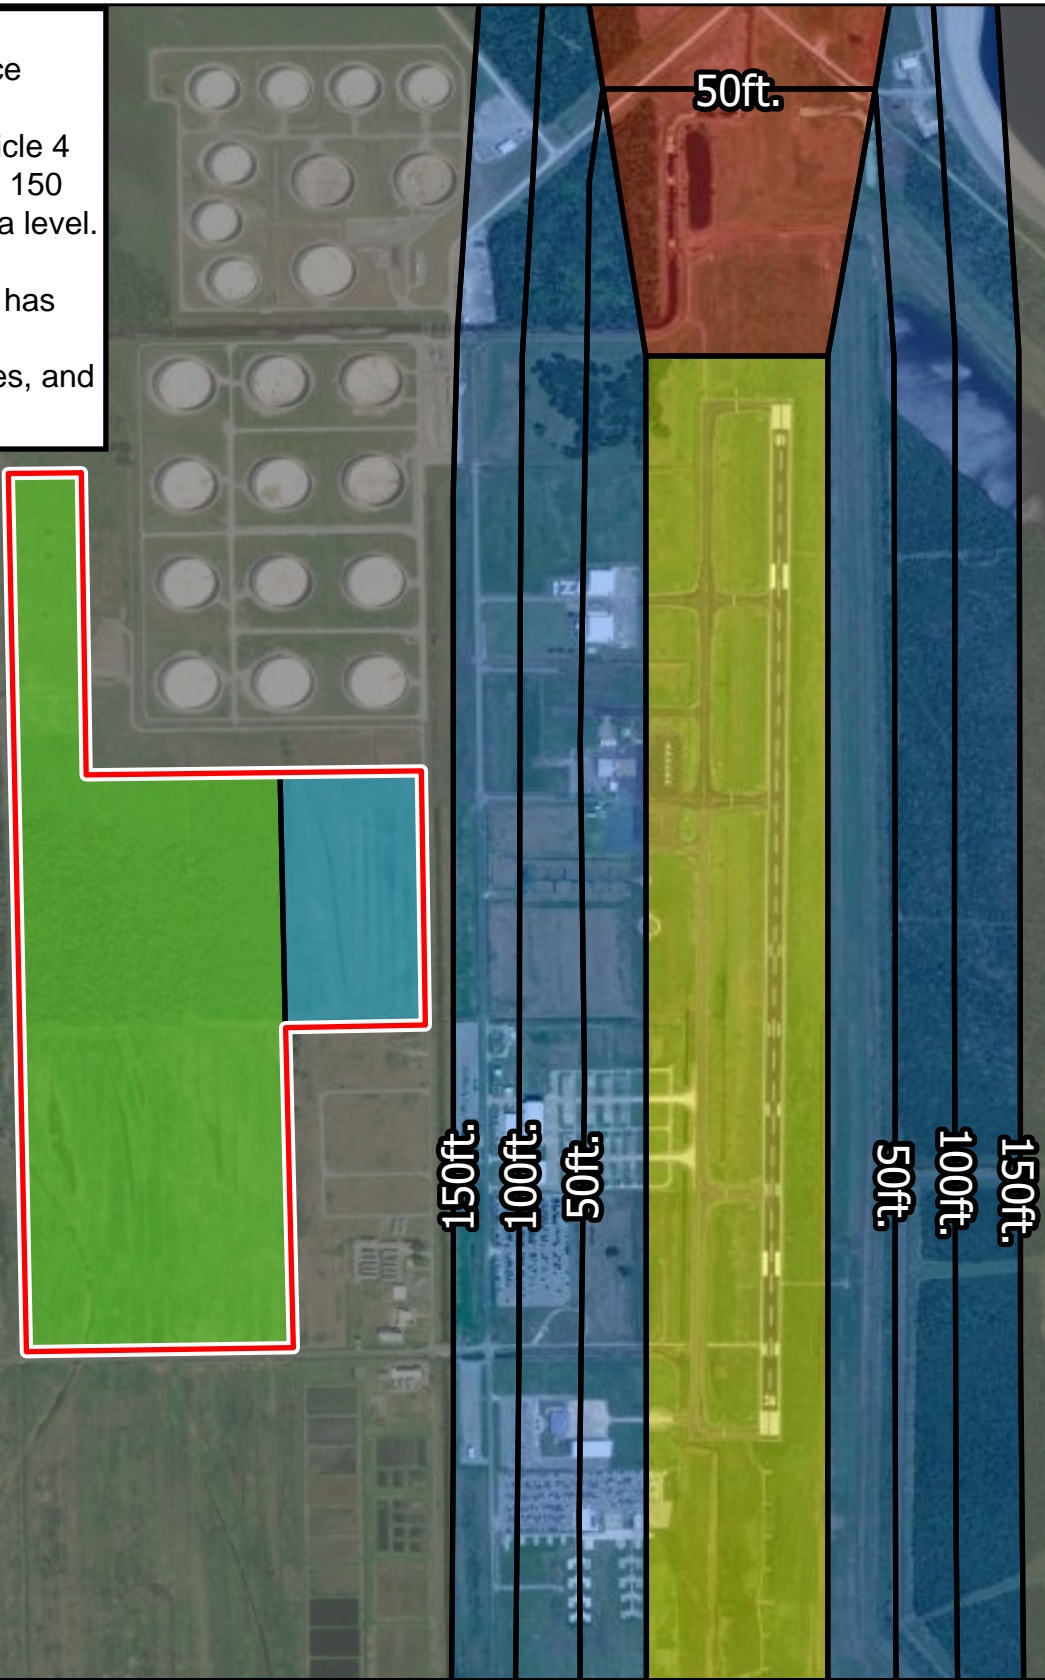 ce
icle 4
150
a level.
has
es, and
50ft.
150ft.
100ft.
50ft.
50ft.
100ft.
150ft.